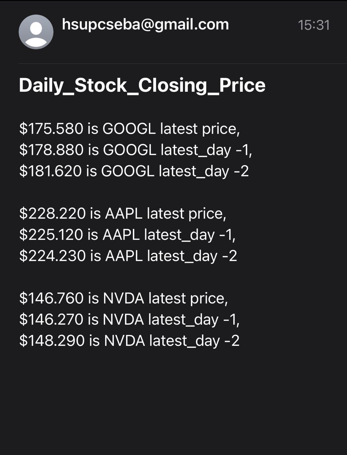 hsupcseba@gmail.com 15:31
Daily_Stock_Closing_Price
$175.580 is GOOGL latest price,
$178.880 is GOOGL latest_day -1,
$181.620 is GOOGL latest_day -2
$228.220 is AAPL latest price,
$225.120 is AAPL latest_day -1,
$224.230 is AAPL latest_day -2
$146.760 is NVDA latest price,
$146.270 is NVDA latest_day -1,
$148.290 is NVDA latest_day -2